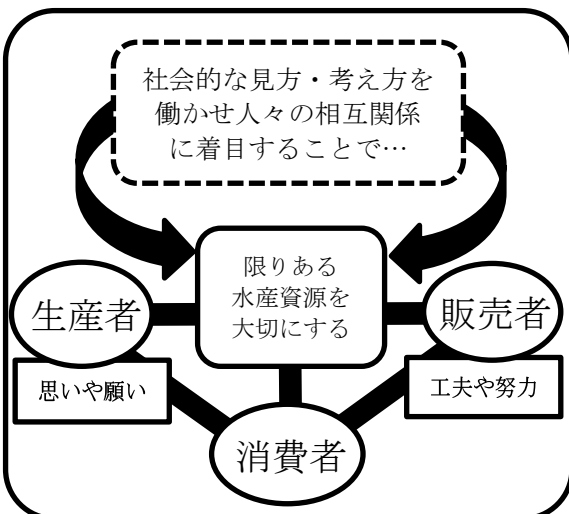 社会的な見方・考え方を
働かせ人々の相互関係
に着目することで…
限りある
水産資源を
大切にする
生産者
販売者
思いや願い
工夫や努力
消費者